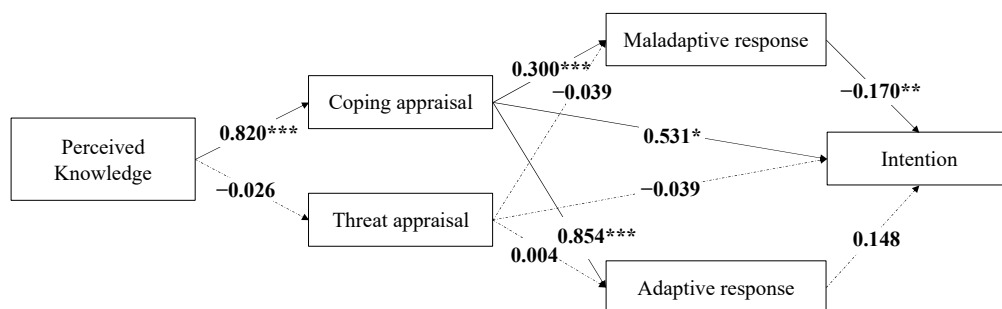 Maladaptive response
0.300***
−0.039
−0.170**
Coping appraisal
0.820***
0.531*
Perceived
Knowledge
Intention
−0.026
−0.039
Threat appraisal
0.854***
0.004
0.148
Adaptive response